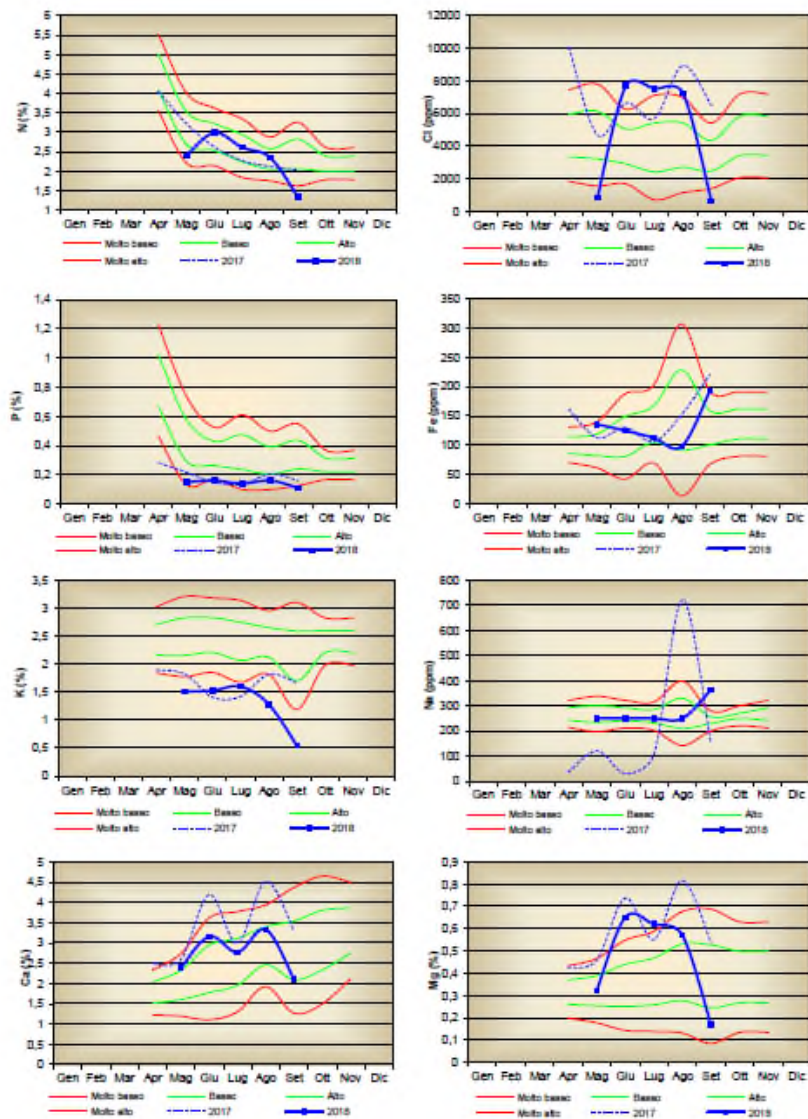 5
4,5
4
3,5
3
2,5
2
1,5
1
N (%)
Gen Feb Mar Apr Mag Giu Lug Ago Set Ott Nov Dic
Molto basso Basso Alto
Molto alto 2017 2018
12000
10000
8000
6000
4000
2000
0
Cl (ppm)
Gen Feb Mar Apr Mag Giu Lug Ago Set Ott Nov Dic
Molto basso Basso Alto
Molto alto 2017 2018
1,4
1,2
1
0,8
0,6
0,4
0,2
0
P (%)
Gen Feb Mar Apr Mag Giu Lug Ago Set Ott Nov Dic
Molto basso Basso Alto
Molto alto 2017 2018
350
300
250
200
150
100
50
0
Fe (ppm)
Gen Feb Mar Apr Mag Giu Lug Ago Set Ott Nov Dic
Molto basso Basso Alto
Molto alto 2017 2018
3,5
3
2,5
2
1,5
1
0,5
0
K (%)
Gen Feb Mar Apr Mag Giu Lug Ago Set Ott Nov Dic
Molto basso Basso Alto
Molto alto 2017 2018
800
700
600
500
400
300
200
100
0
Na (ppm)
Gen Feb Mar Apr Mag Giu Lug Ago Set Ott Nov Dic
Molto basso Basso Alto
Molto alto 2017 2018
5
4,5
4
3,5
3
2,5
2
1,5
1
0,5
0
Ca (%)
Gen Feb Mar Apr Mag Giu Lug Ago Set Ott Nov Dic
Molto basso Basso Alto
Molto alto 2017 2018
0,9
0,8
0,7
0,6
0,5
0,4
0,3
0,2
0,1
0
Mg (%)
Gen Feb Mar Apr Mag Giu Lug Ago Set Ott Nov Dic
Molto basso Basso Alto
Molto alto 2017 2018